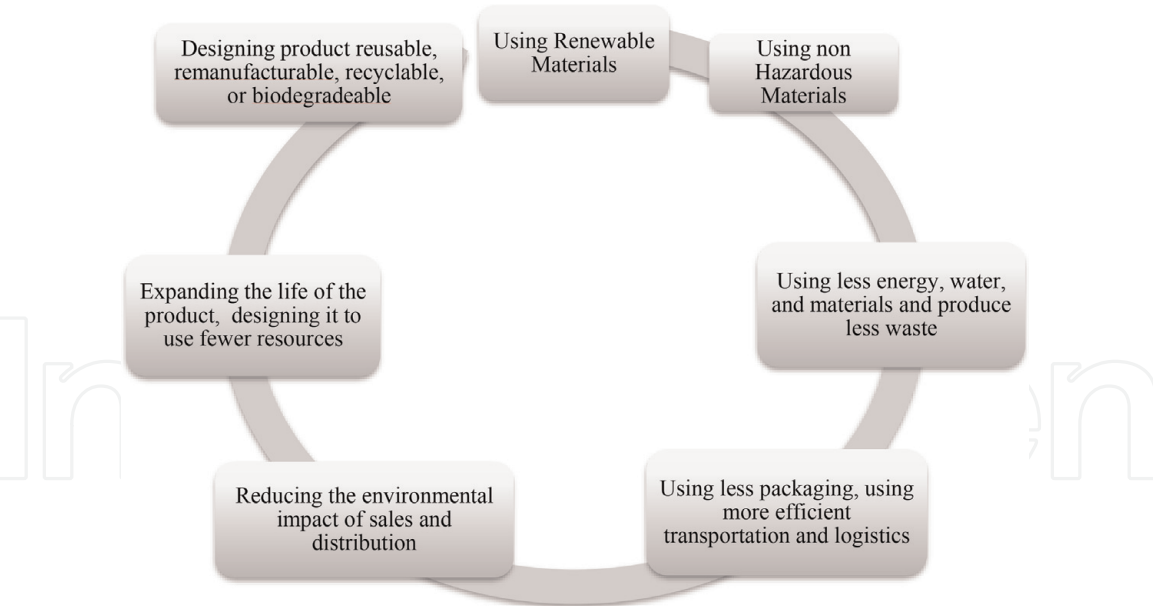 Using Renewable
Materials
Using non
Hazardous
Materials
Using less energy, water,
and materials and produce
less waste
Using less packaging, using
more efficient
transportation and logistics
Reducing the environmental
impact of sales and
distribution
Expanding the life of the
product, designing it to
use fewer resources
Designing product reusable,
remanufacturable, recyclable,
or biodegradeable